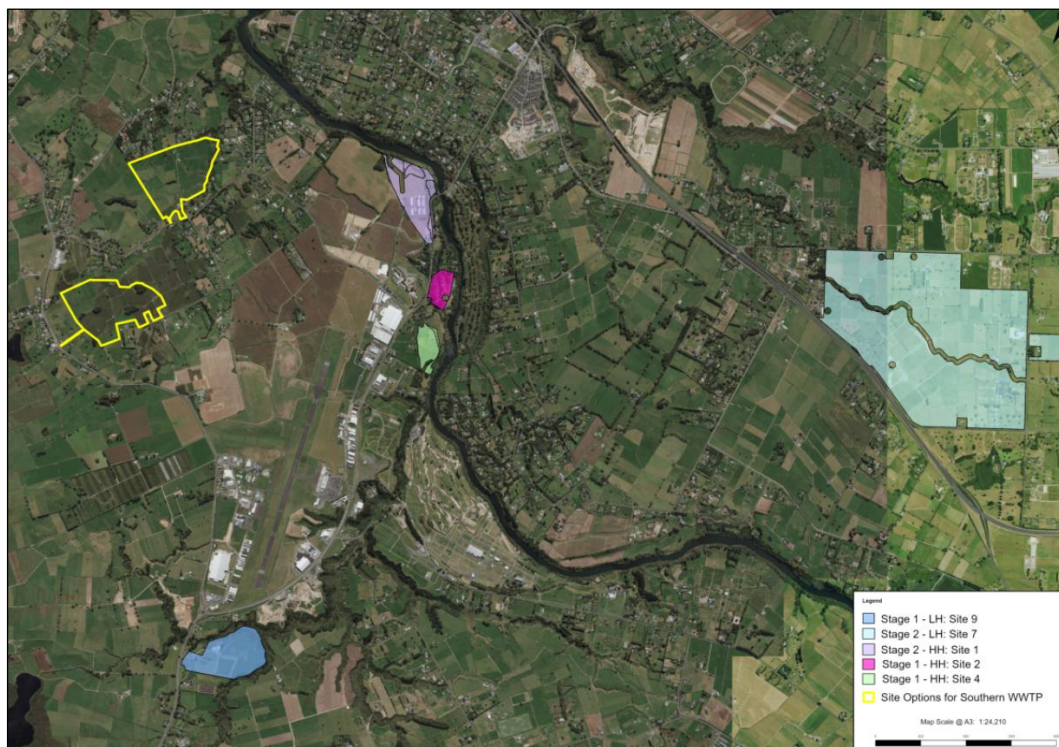 Legend
Stage 1 - LH: Site 9
Stage 2 - LH: Site 7
Stage 2 - HH: Site 1
Stage 1 - HH: Site 2
Stage 1 - HH: Site 4
Site Options for Southern WWTP
Map Scale @ A3: 1:24,210